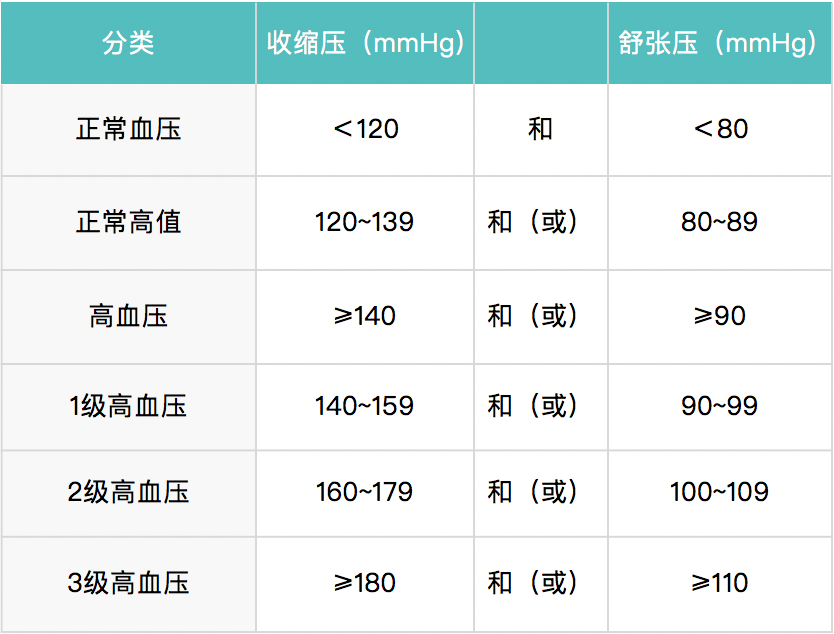 分类 收缩压（mmHg） 舒张压（mmHg）
正常血压 ＜120 和 ＜80
正常高值 120~139 和（或） 80~89
高血压 ⩾140 和（或） ⩾90
1级高血压 140~159 和（或） 90~99
2级高血压 160~179 和（或） 100~109
3级高血压 ⩾180 和（或） ⩾110